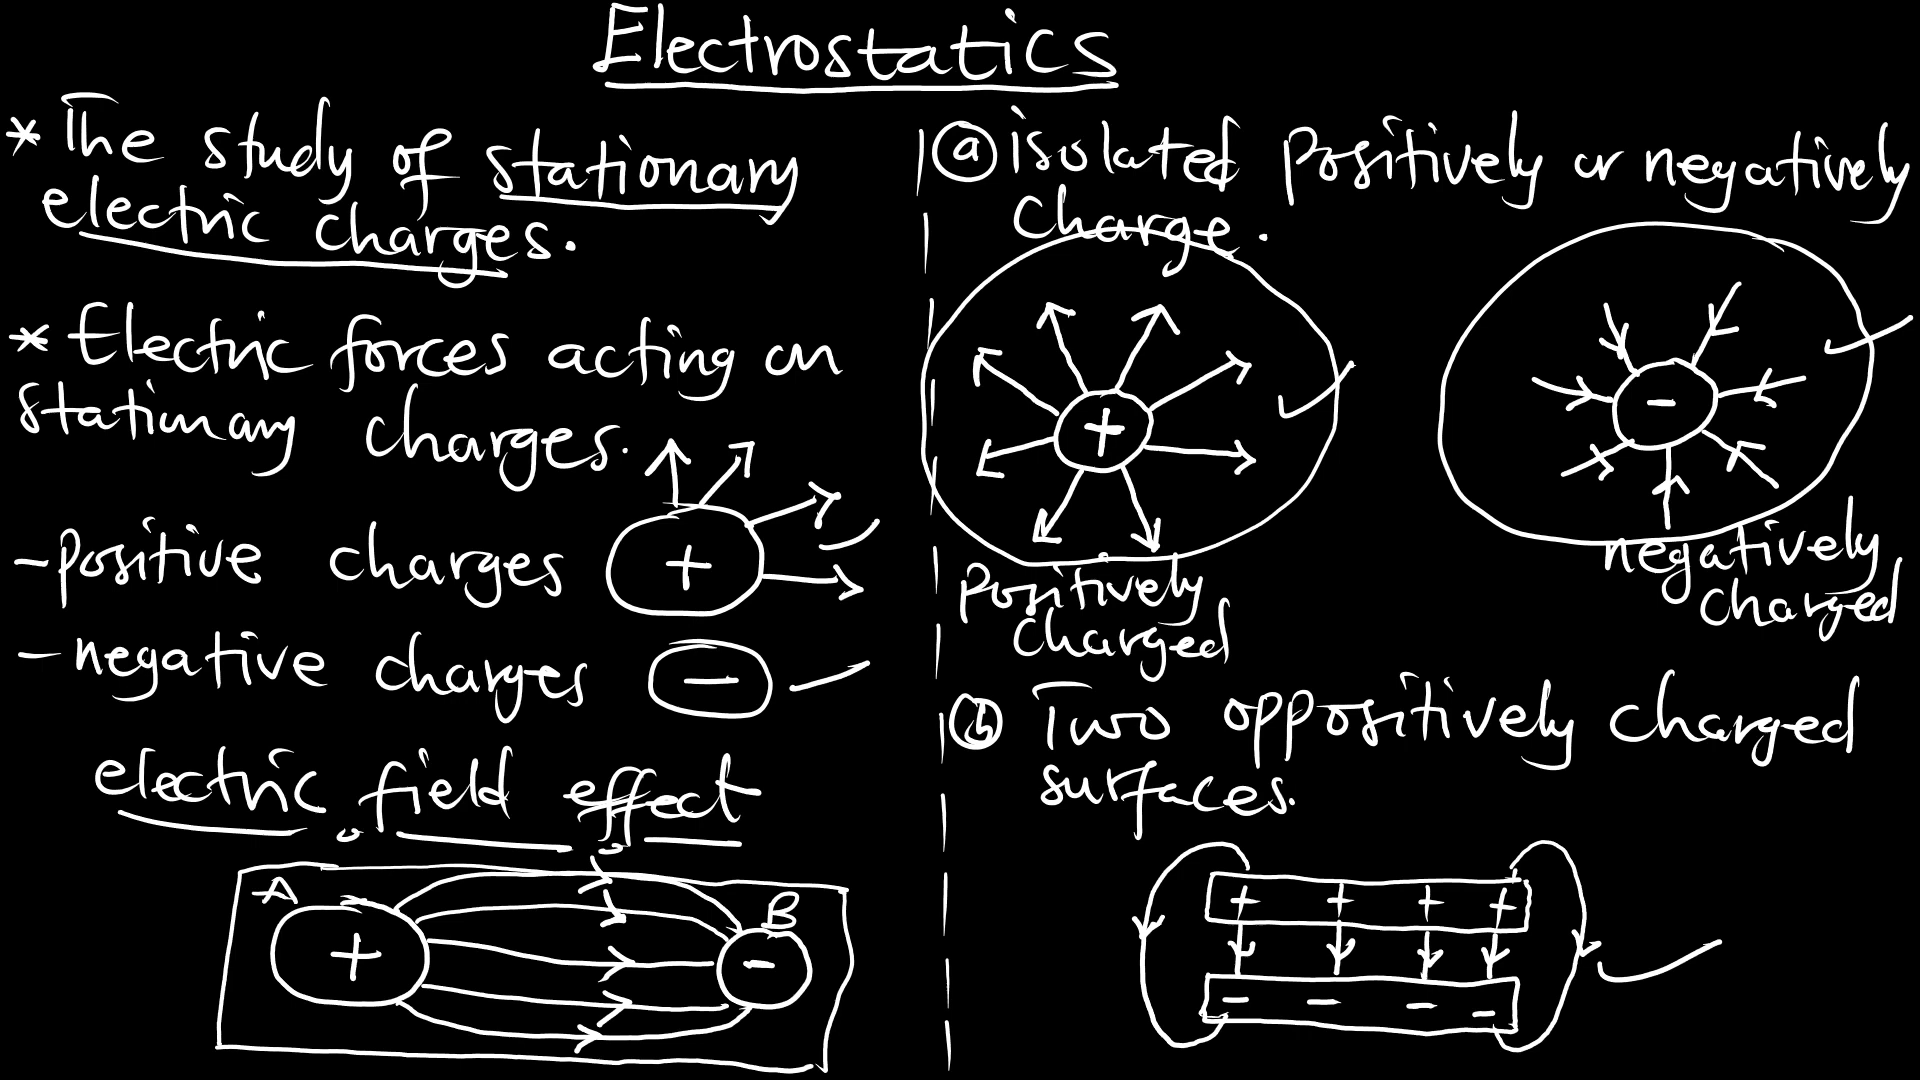 Electrostatics
* The study of stationary
electric charges.
* Electric forces acting on
stationary charges.
- positive charges +
- negative charges -
electric field effect
A B
+ -
ⓐ isolated positively or negatively
charge.
+ -
positively
charged
negatively
charged
ⓑ Two oppositively charged
surfaces.
+ + + +
- - - -